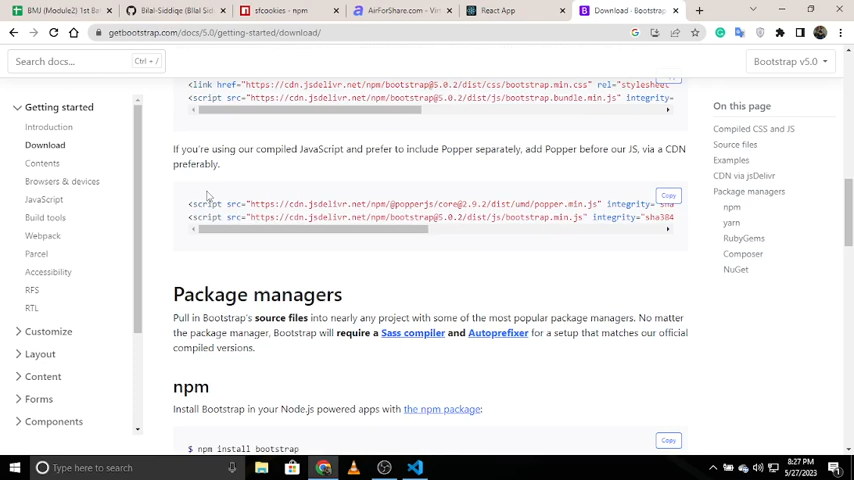 BMJ (Module2) 1st Bat
Bilal-Siddiqe (Bilal Sid
sfcookies - npm
AirForShare.com - Virt
React App
Download · Bootstrap
getbootstrap.com/docs/5.0/getting-started/download/
Search docs...
Ctrl + /
Bootstrap v5.0
Getting started
Introduction
Download
Contents
Browsers & devices
JavaScript
Build tools
Webpack
Parcel
Accessibility
RFS
RTL
Customize
Layout
Content
Forms
Components
<link href="https://cdn.jsdelivr.net/npm/bootstrap@5.0.2/dist/css/bootstrap.min.css" rel="stylesheet"
<script src="https://cdn.jsdelivr.net/npm/bootstrap@5.0.2/dist/js/bootstrap.bundle.min.js" integrity=
If you're using our compiled JavaScript and prefer to include Popper separately, add Popper before our JS, via a CDN
preferably.
Copy
<script src="https://cdn.jsdelivr.net/npm/@popperjs/core@2.9.2/dist/umd/popper.min.js" integrity="sha
<script src="https://cdn.jsdelivr.net/npm/bootstrap@5.0.2/dist/js/bootstrap.min.js" integrity="sha384
Package managers
Pull in Bootstrap's source files into nearly any project with some of the most popular package managers. No matter
the package manager, Bootstrap will require a Sass compiler and Autoprefixer for a setup that matches our official
compiled versions.
npm
Install Bootstrap in your Node.js powered apps with the npm package:
Copy
$ npm install bootstrap
On this page
Compiled CSS and JS
Source files
Examples
CDN via jsDelivr
Package managers
npm
yarn
RubyGems
Composer
NuGet
Type here to search
8:27 PM
5/27/2023